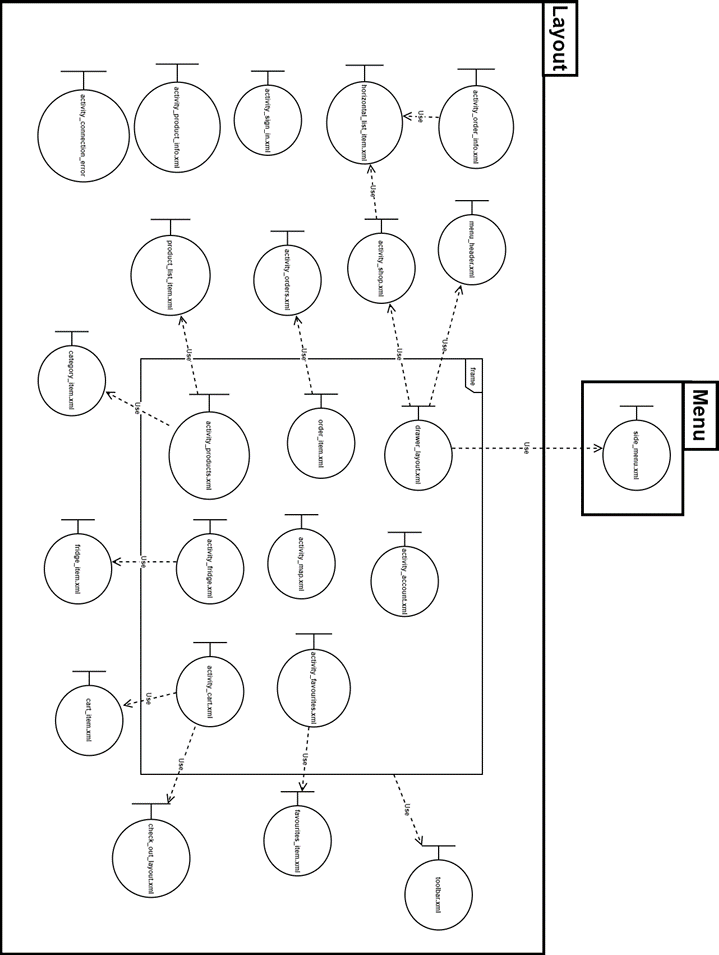 Layout
activity_order_info.xml
Use
horizontal_list_item.xml
activity_sign_in.xml
activity_product_info.xml
activity_connection_error
Use
menu_header.xml
activity_shop.xml
activity_orders.xml
product_list_item.xml
category_item.xml
Use
Use
Use
Use
Use
frame
drawer_layout.xml
order_item.xml
activity_products.xml
Use
Menu
side_menu.xml
activity_account.xml
activity_map.xml
activity_fridge.xml
Use
fridge_item.xml
activity_favourites.xml
activity_cart.xml
Use
cart_item.xml
Use
Use
Use
toolbar.xml
favourites_item.xml
check_out_layout.xml